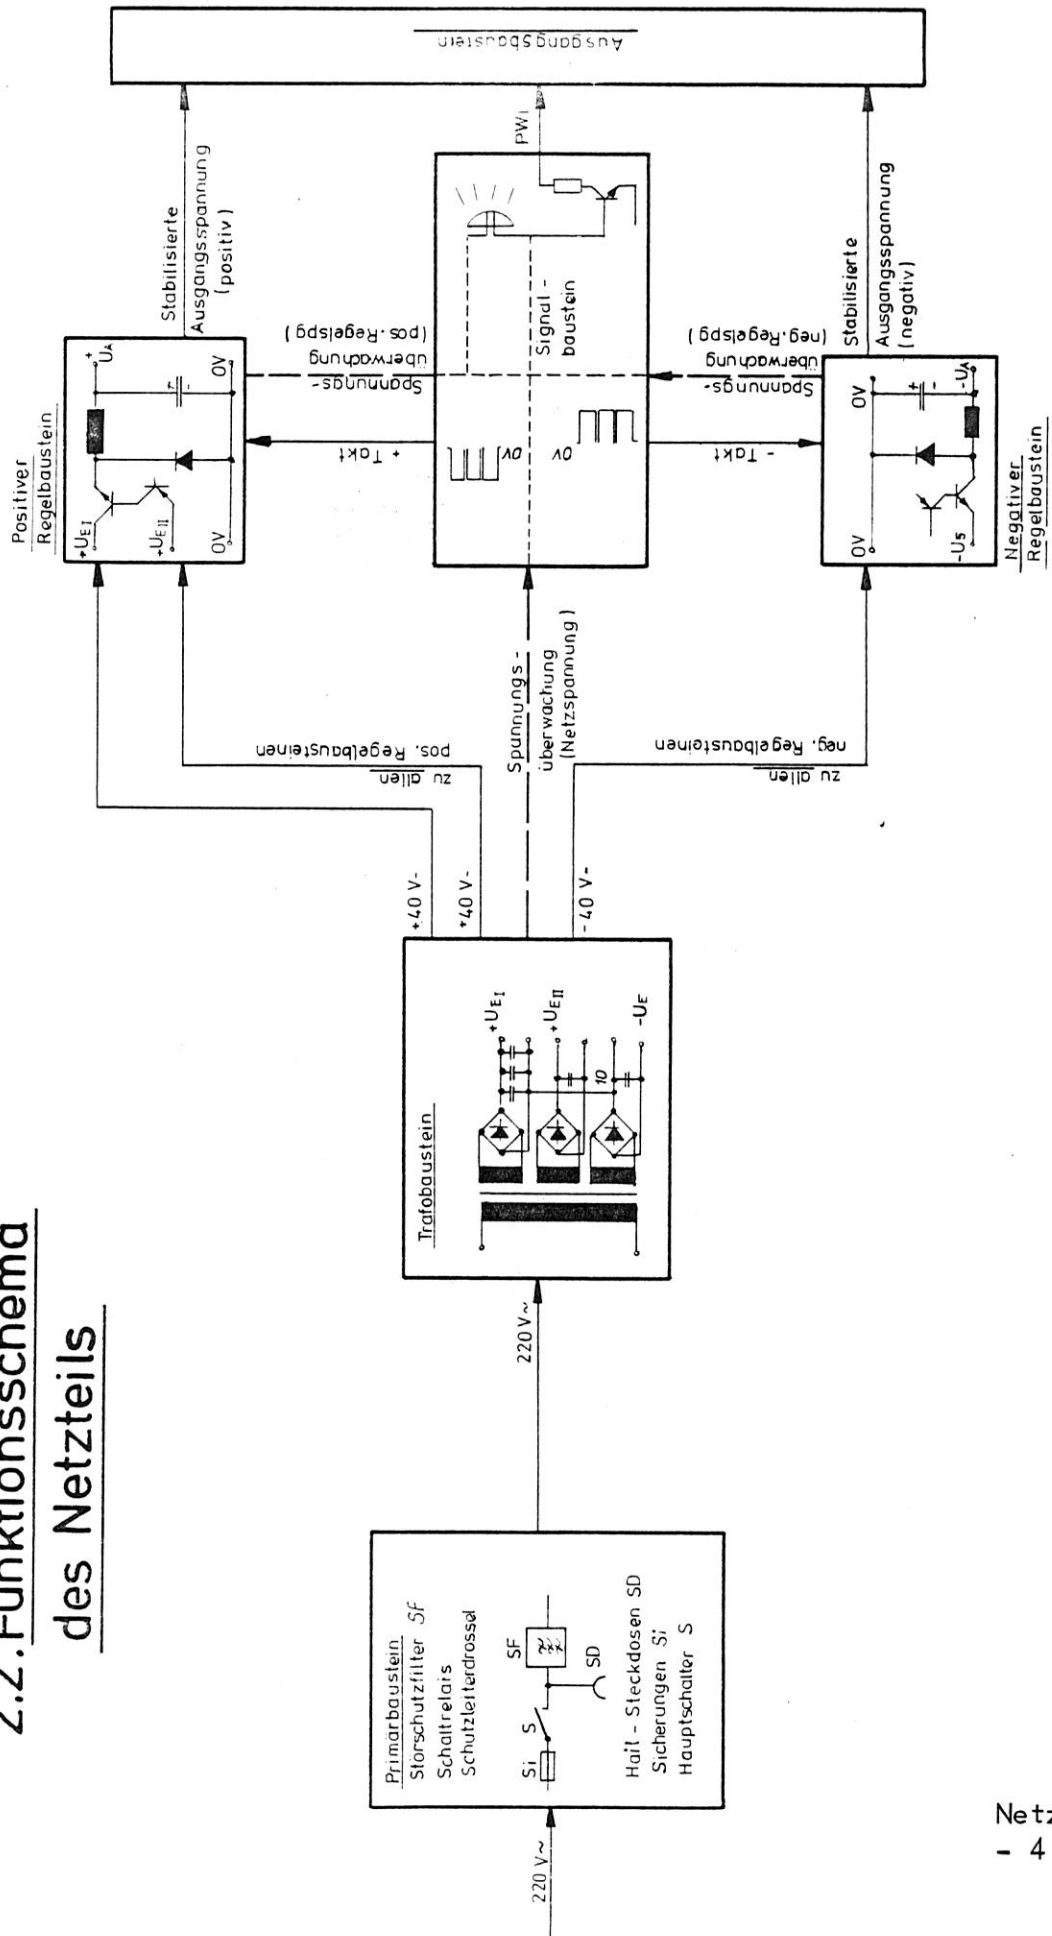 2.2.Funktionsschema
des Netzteils
220 V~
Primärbaustein
Störschutzfilter SF
Schaltrelais
Schutzleiterdrossel
Si
S
SF
SD
Hait - Steckdosen SD
Sicherungen Si
Hauptschalter S
220 V~
Trafobaustein
+UEI
+UEII
10
-UE
+40 V-
+40 V-
-40 V-
zu allen
pos. Regelbausteinen
Spannungs-
überwachung
(Netzspannung)
zu allen
neg. Regelbausteinen
Positiver
Regelbaustein
+UEI
+UEII
0V
+
UA
+
-
0V
+ Takt
Spannungs-
überwachung
(pos. Regelspg)
0V
0V
Signal-
baustein
- Takt
Spannungs-
überwachung
(neg. Regelspg)
Negativer
Regelbaustein
0V
0V
+
-
-U5
-UA
Stabilisierte
Ausgangsspannung
(positiv)
PWi
Stabilisierte
Ausgangsspannung
(negativ)
Ausgangsbaustein
Netz
- 4